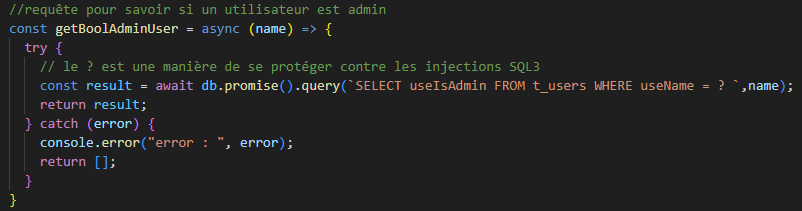 //requête pour savoir si un utilisateur est admin
const getBoolAdminUser = async (name) => {
  try {
    // le ? est une manière de se protéger contre les injections SQL3
    const result = await db.promise().query(`SELECT useIsAdmin FROM t_users WHERE useName = ? `,name);
    return result;
  } catch (error) {
    console.error("error : ", error);
    return [];
  }
}